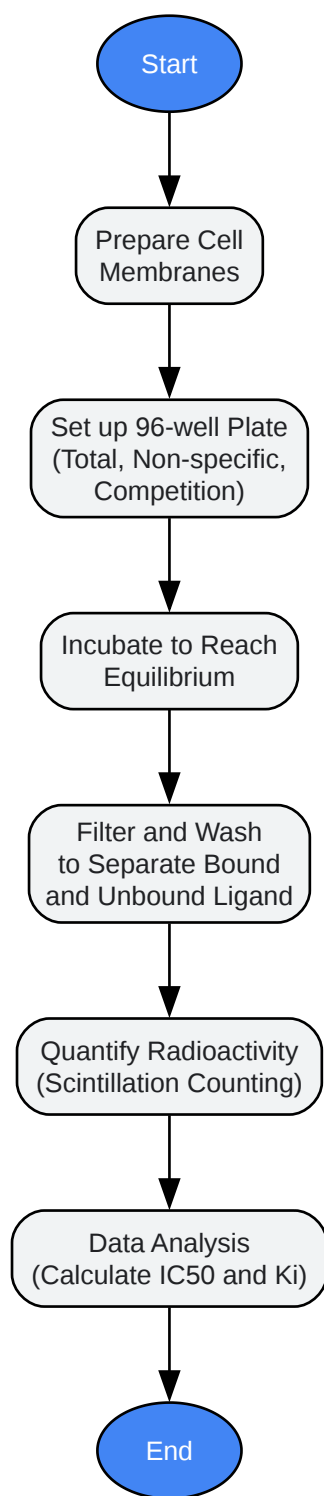 Start
Prepare Cell
Membranes
Set up 96-well Plate
(Total, Non-specific,
Competition)
Incubate to Reach
Equilibrium
Filter and Wash
to Separate Bound
and Unbound Ligand
Quantify Radioactivity
(Scintillation Counting)
Data Analysis
(Calculate IC50 and Ki)
End